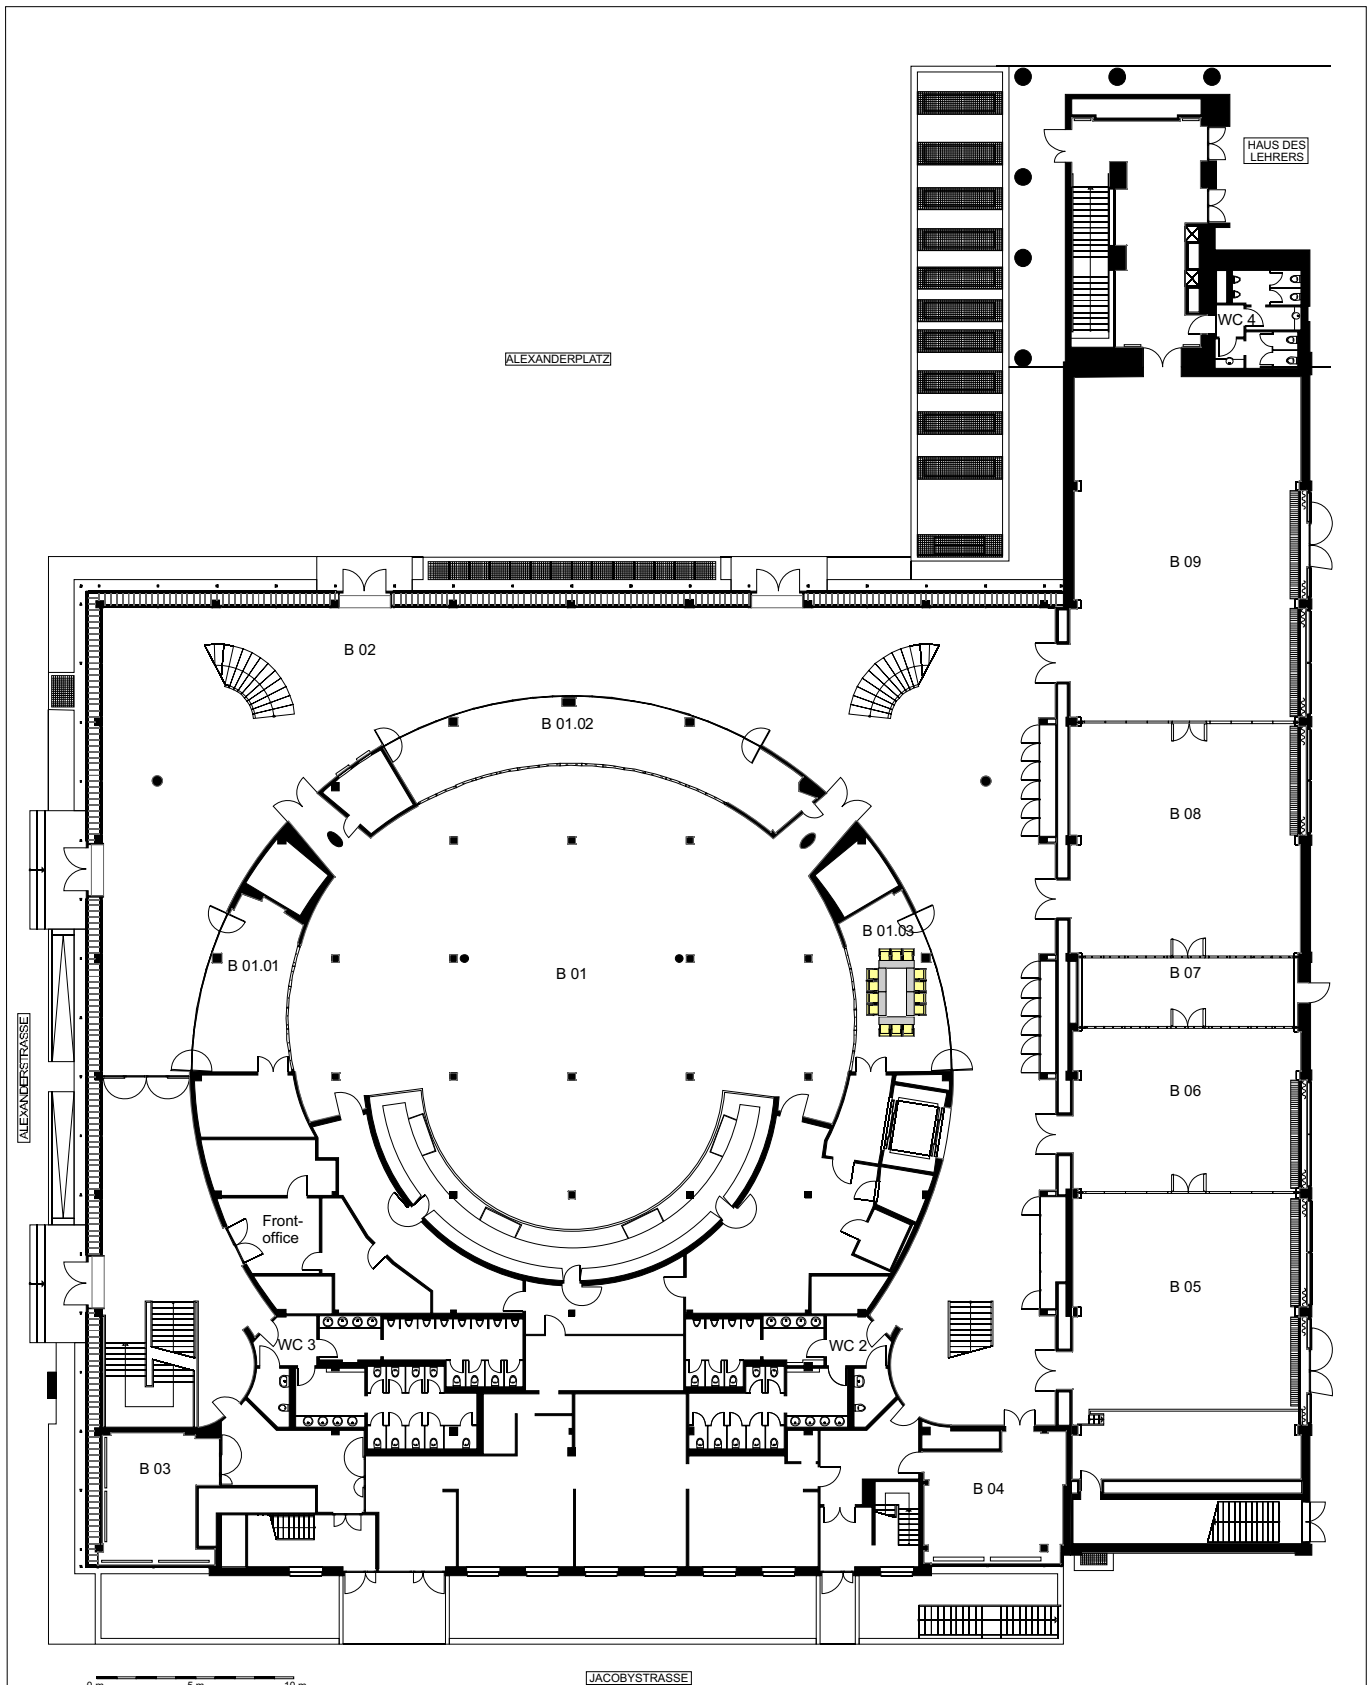 HAUS DES
LEHRERS
WC 4
ALEXANDERPLATZ
B 09
B 02
B 01.02
B 08
B 01.03
B 01.01
B 01
B 07
ALEXANDERSTRASSE
B 06
Front-
office
B 05
WC 3
WC 2
B 03
B 04
0 m 5 m 10 m
JACOBYSTRASSE